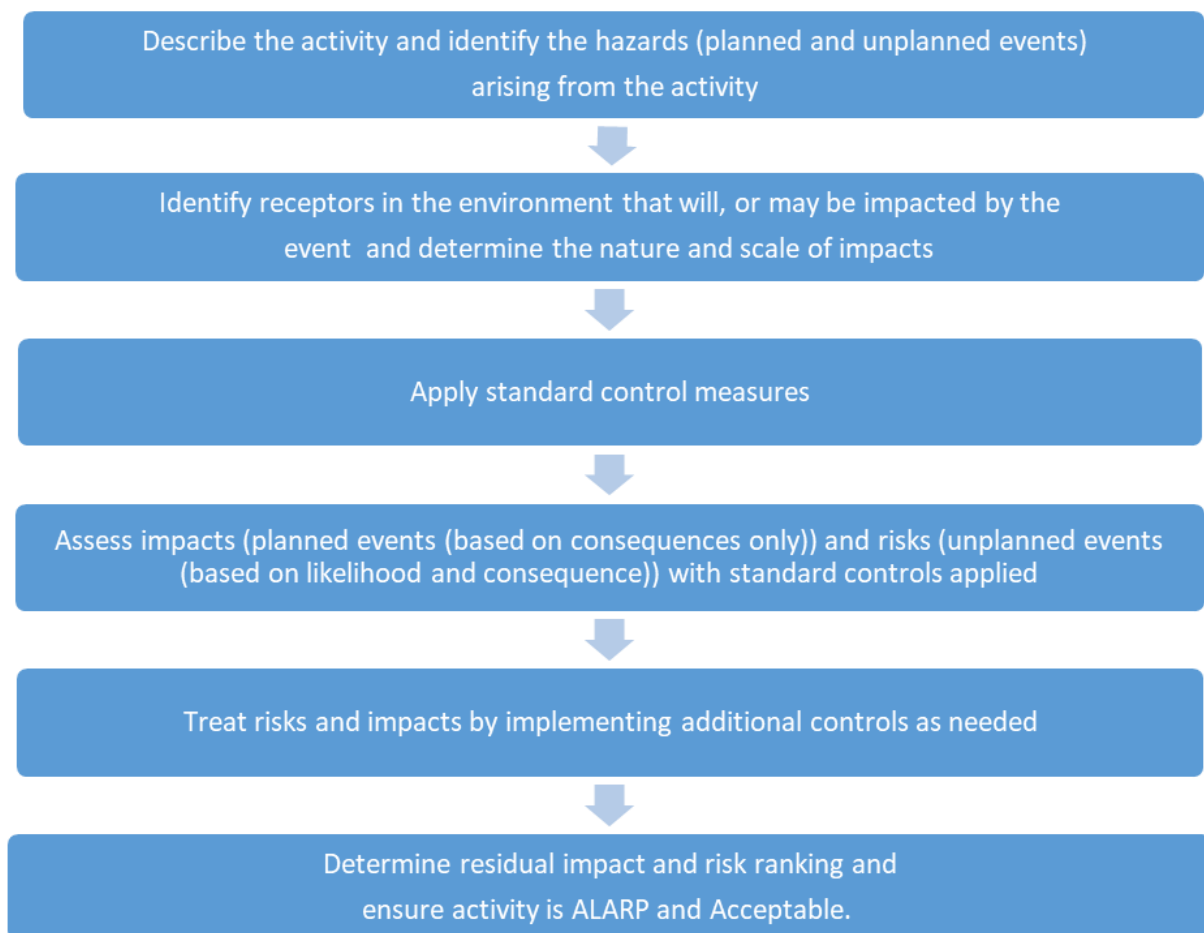 Describe the activity and identify the hazards (planned and unplanned events)
arising from the activity
Identify receptors in the environment that will, or may be impacted by the
event and determine the nature and scale of impacts
Apply standard control measures
Assess impacts (planned events (based on consequences only)) and risks (unplanned events
(based on likelihood and consequence)) with standard controls applied
Treat risks and impacts by implementing additional controls as needed
Determine residual impact and risk ranking and
ensure activity is ALARP and Acceptable.